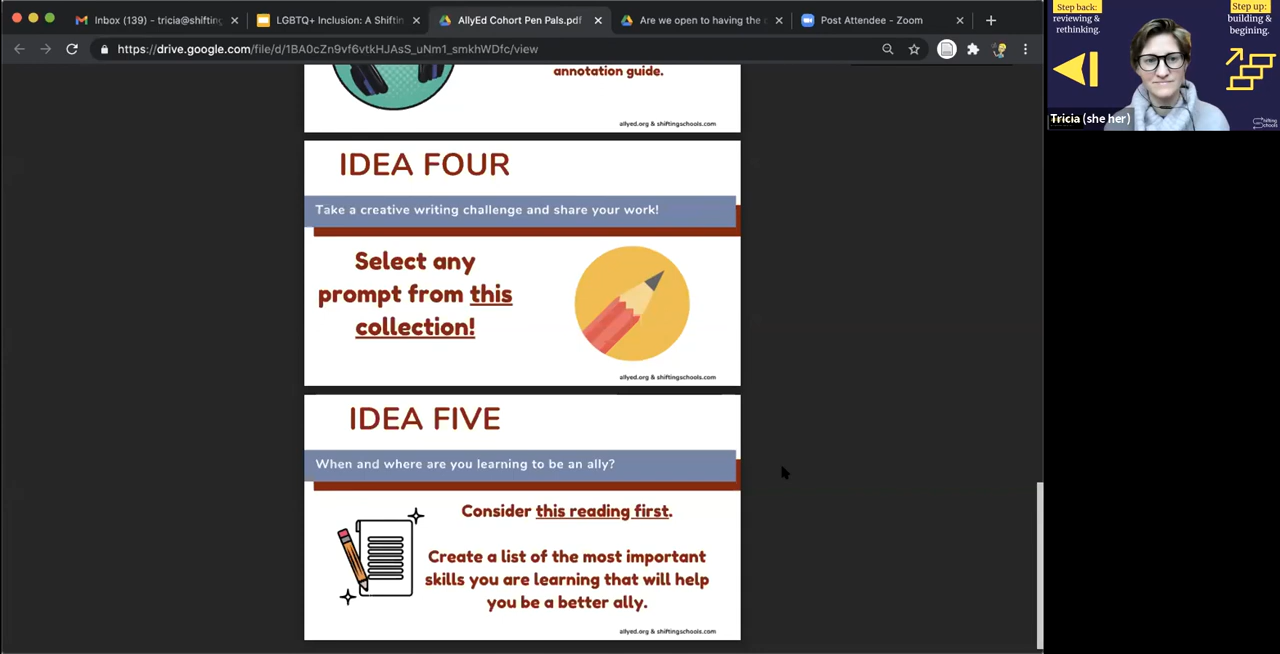 Inbox (139) - tricia@shifting
LGBTQ+ Inclusion: A Shiftin
AllyEd Cohort Pen Pals.pdf
Are we open to having the c
Post Attendee - Zoom
https://drive.google.com/file/d/1BA0cZn9vf6vtkHJAsS_uNm1_smkhWDfc/view
annotation guide.
allyed.org & shiftingschools.com
IDEA FOUR
Take a creative writing challenge and share your work!
Select any
prompt from this
collection!
allyed.org & shiftingschools.com
IDEA FIVE
When and where are you learning to be an ally?
Consider this reading first.
Create a list of the most important
skills you are learning that will help
you be a better ally.
allyed.org & shiftingschools.com
Step back:
reviewing &
rethinking.
Step up:
building &
begining.
Tricia (she her)
Shifting
Schools